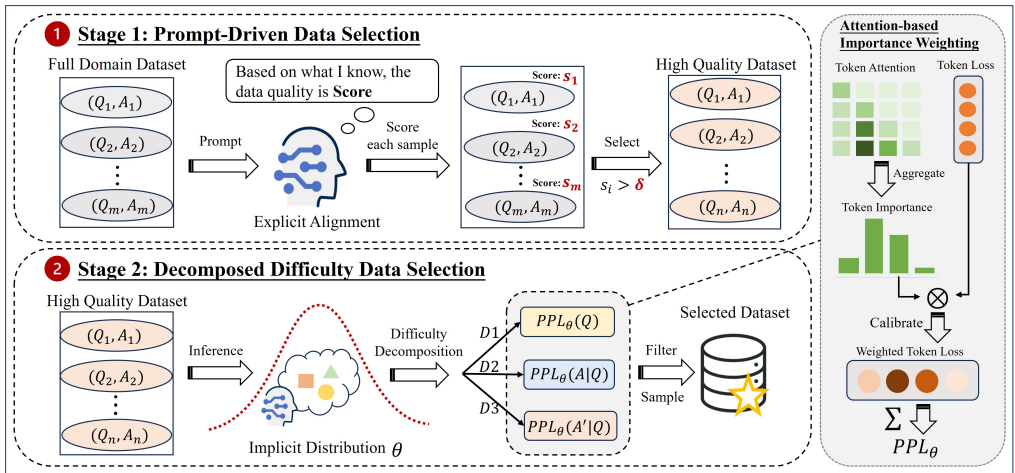 1 Stage 1: Prompt-Driven Data Selection
Full Domain Dataset
(Q₁, A₁)
(Q₂, A₂)
⋮
(Qₘ, Aₘ)
Prompt
Based on what I know, the
data quality is Score
Explicit Alignment
Score
each sample
Score: s₁
(Q₁, A₁)
Score: s₂
(Q₂, A₂)
⋮
Score: sₘ
(Qₘ, Aₘ)
Select
sᵢ > δ
High Quality Dataset
(Q₁, A₁)
(Q₂, A₂)
⋮
(Qₙ, Aₙ)
2 Stage 2: Decomposed Difficulty Data Selection
High Quality Dataset
(Q₁, A₁)
(Q₂, A₂)
⋮
(Qₙ, Aₙ)
Inference
Implicit Distribution θ
Difficulty
Decomposition
D1
D2
D3
PPL_θ(Q)
PPL_θ(A|Q)
PPL_θ(A′|Q)
Filter
Sample
Selected Dataset
Attention-based
Importance Weighting
Token Attention
Token Loss
Aggregate
Token Importance
⊗
Calibrate
Weighted Token Loss
Σ
PPL_θ